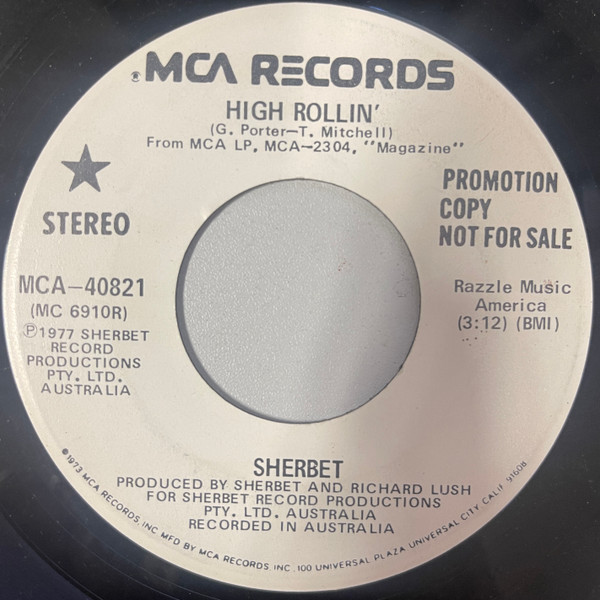 ®MCA RECORDS
HIGH ROLLIN'
(G. Porter—T. Mitchell)
From MCA LP, MCA—2304, "Magazine"
STEREO
PROMOTION
COPY
NOT FOR SALE
MCA—40821
(MC 6910R)
℗1977 SHERBET
RECORD
PRODUCTIONS
PTY. LTD.
AUSTRALIA
Razzle Music
America
(3:12) (BMI)
SHERBET
PRODUCED BY SHERBET AND RICHARD LUSH
FOR SHERBET RECORD PRODUCTIONS
PTY. LTD. AUSTRALIA
RECORDED IN AUSTRALIA
©1973 MCA RECORDS, INC. MFD BY MCA RECORDS, INC. 100 UNIVERSAL PLAZA UNIVERSAL CITY, CALIF. 91608